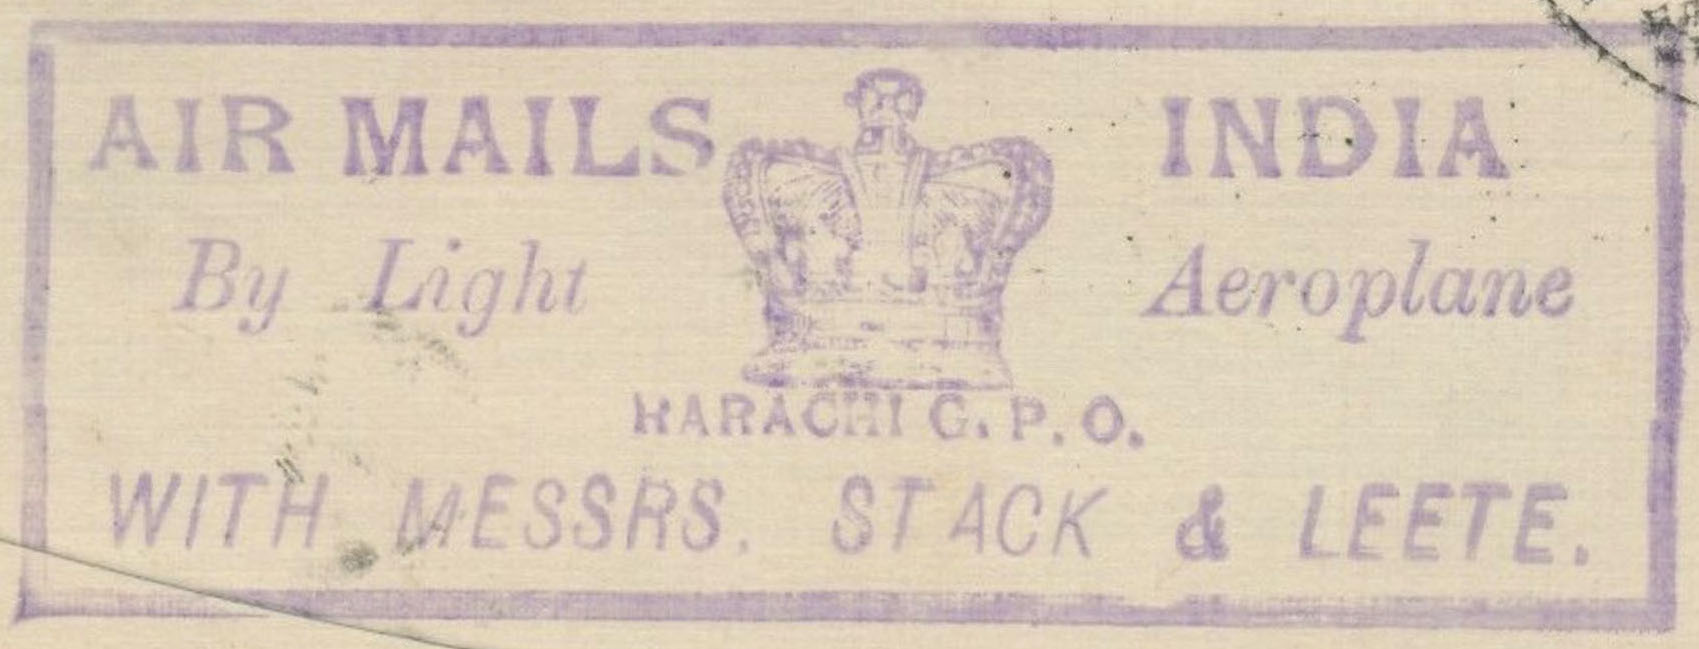 AIR MAILS INDIA
By Light Aeroplane
KARACHI G.P.O.
WITH MESSRS. STACK & LEETE.